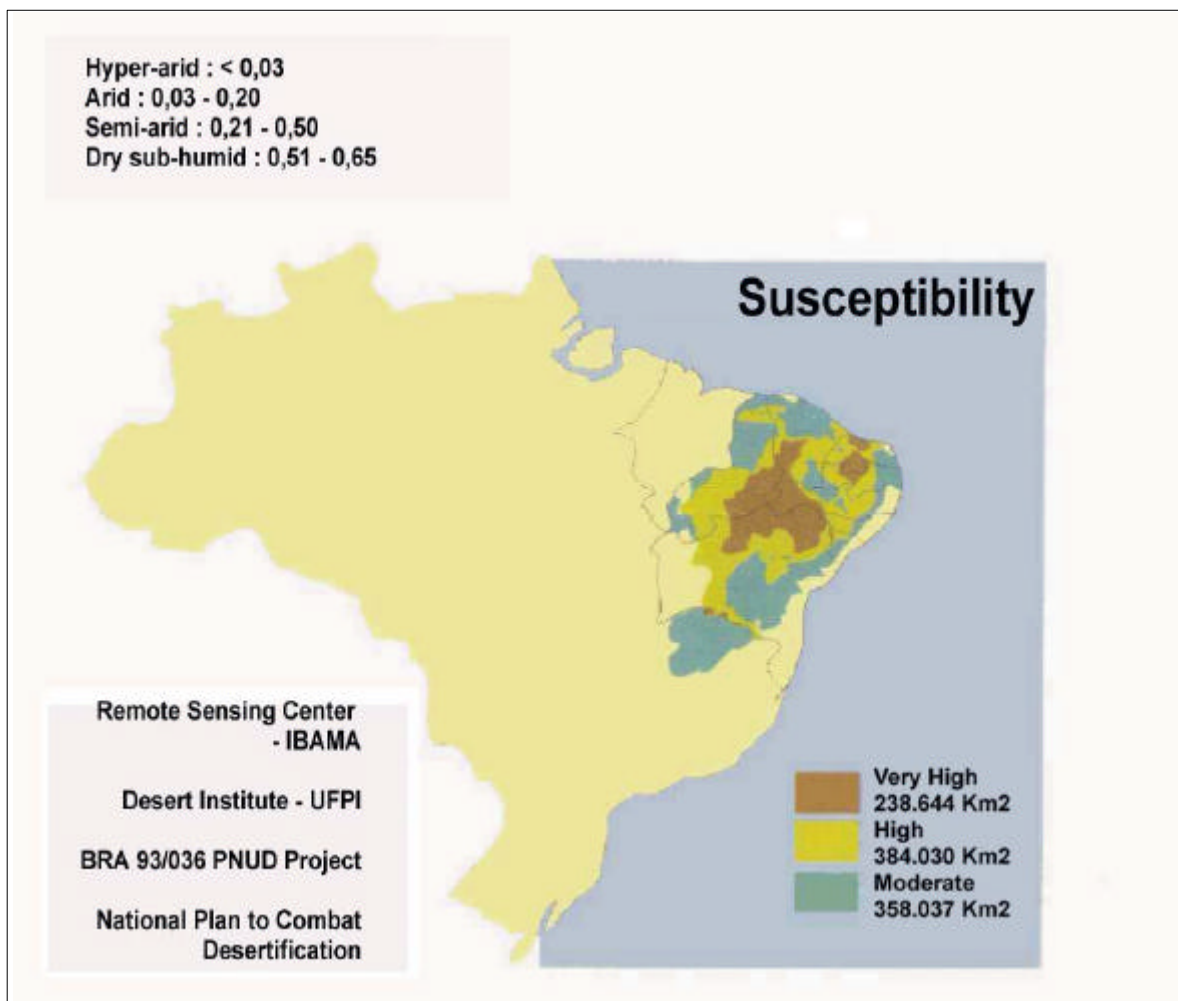 Hyper-arid : < 0,03
Arid : 0,03 - 0,20
Semi-arid : 0,21 - 0,50
Dry sub-humid : 0,51 - 0,65
Susceptibility
Remote Sensing Center
- IBAMA
Desert Institute - UFPI
BRA 93/036 PNUD Project
National Plan to Combat
Desertification
Very High
238.644 Km2
High
384.030 Km2
Moderate
358.037 Km2